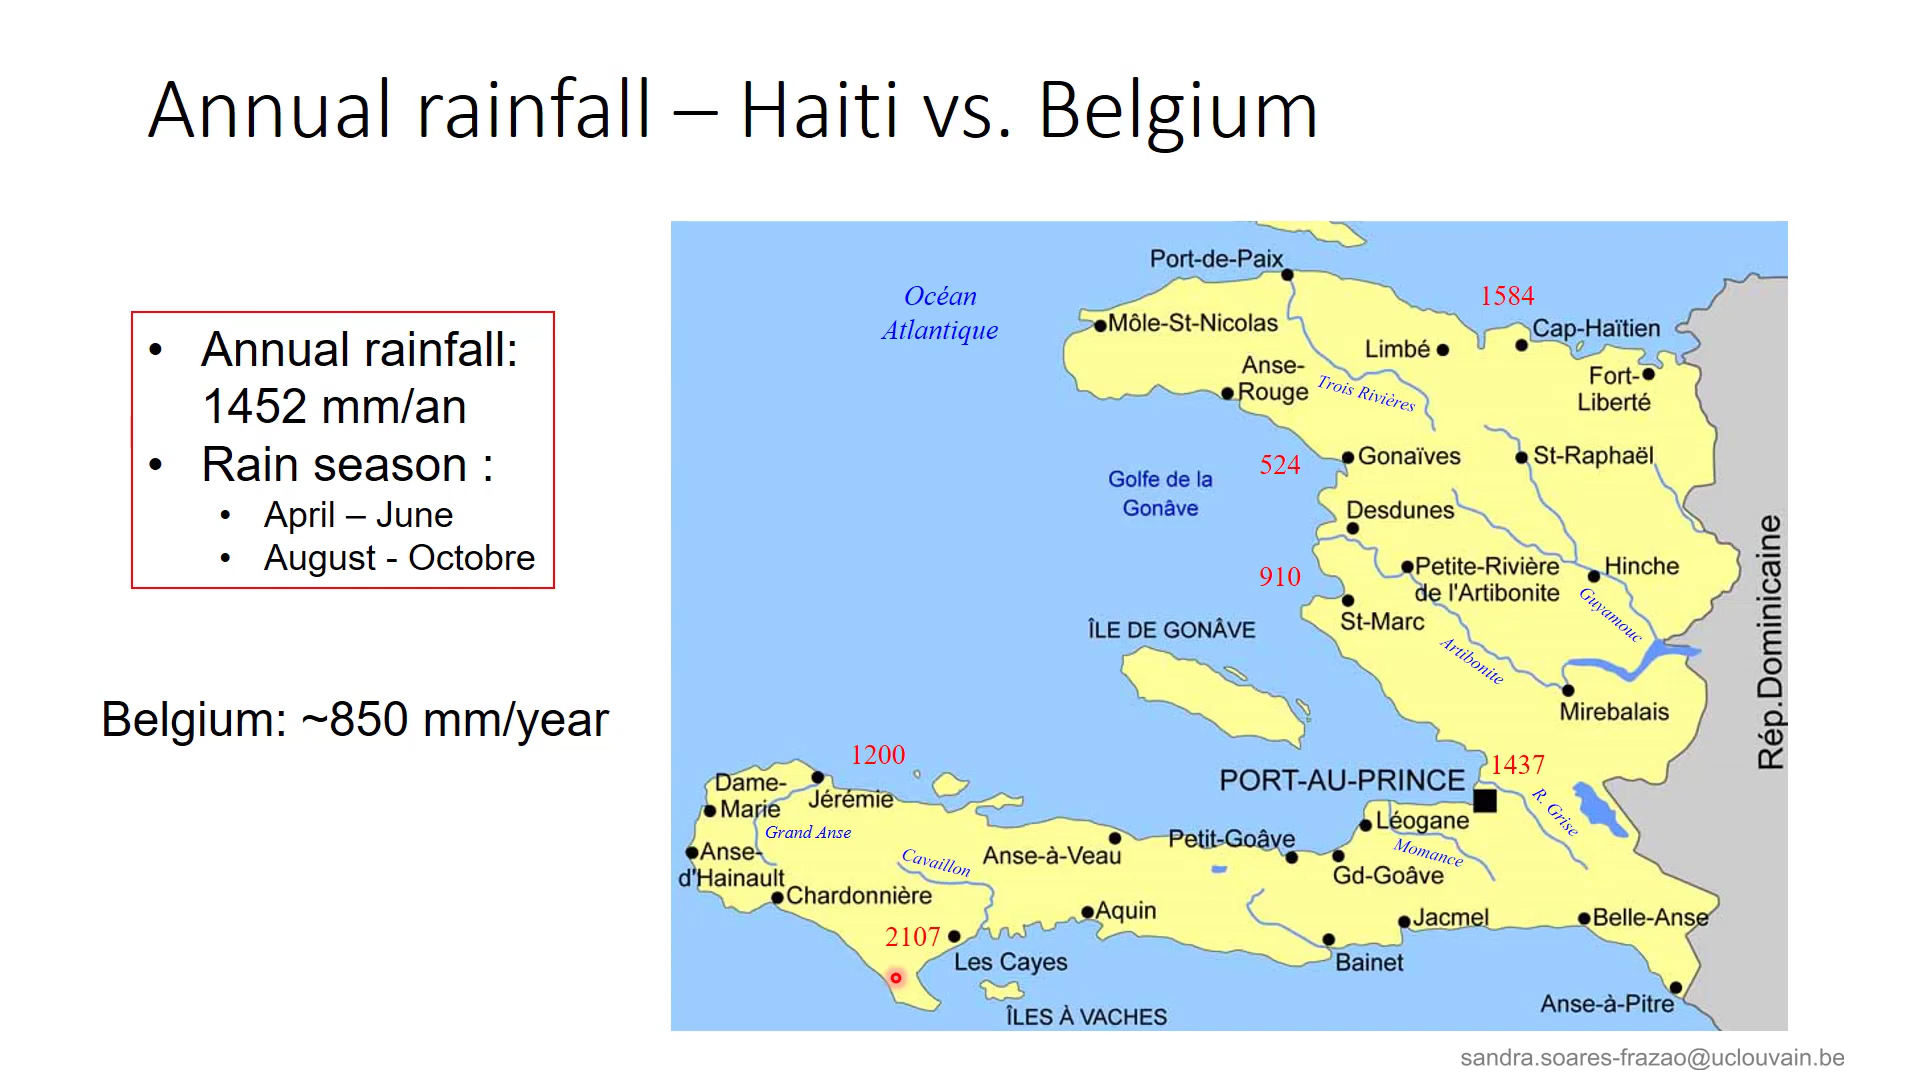 Annual rainfall – Haiti vs. Belgium
• Annual rainfall:
1452 mm/an
• Rain season :
• April – June
• August - Octobre
Belgium: ~850 mm/year
Port-de-Paix
Océan
Atlantique
1584
Môle-St-Nicolas
Cap-Haïtien
Limbé
Anse-
Rouge
Trois Rivières
Fort-
Liberté
524
Gonaïves
St-Raphaël
Golfe de la
Gonâve
Desdunes
910
Petite-Rivière
de l'Artibonite
Hinche
Guyamouc
St-Marc
ÎLE DE GONÂVE
Artibonite
Mirebalais
Rép.Dominicaine
1200
PORT-AU-PRINCE
1437
Dame-
Marie
Jérémie
R. Grise
Grand Anse
Léogane
Petit-Goâve
Anse-
d'Hainault
Cavaillon
Anse-à-Veau
Momance
Gd-Goâve
Chardonnière
Aquin
Jacmel
Belle-Anse
2107
Les Cayes
Bainet
Anse-à-Pitre
ÎLES À VACHES
sandra.soares-frazao@uclouvain.be